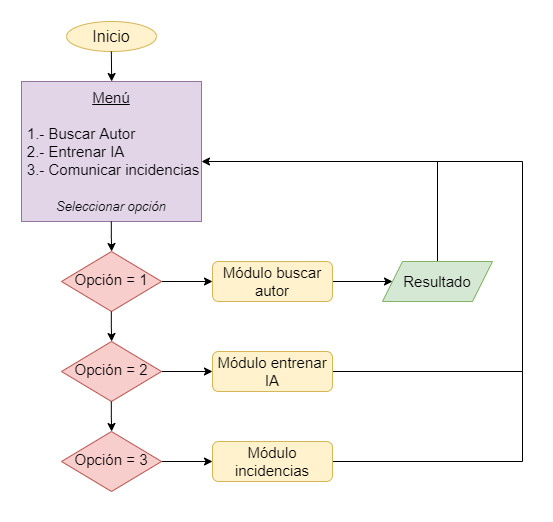 Inicio
Menú
1.- Buscar Autor
2.- Entrenar IA
3.- Comunicar incidencias
Seleccionar opción
Opción = 1
Módulo buscar
autor
Resultado
Opción = 2
Módulo entrenar
IA
Opción = 3
Módulo
incidencias